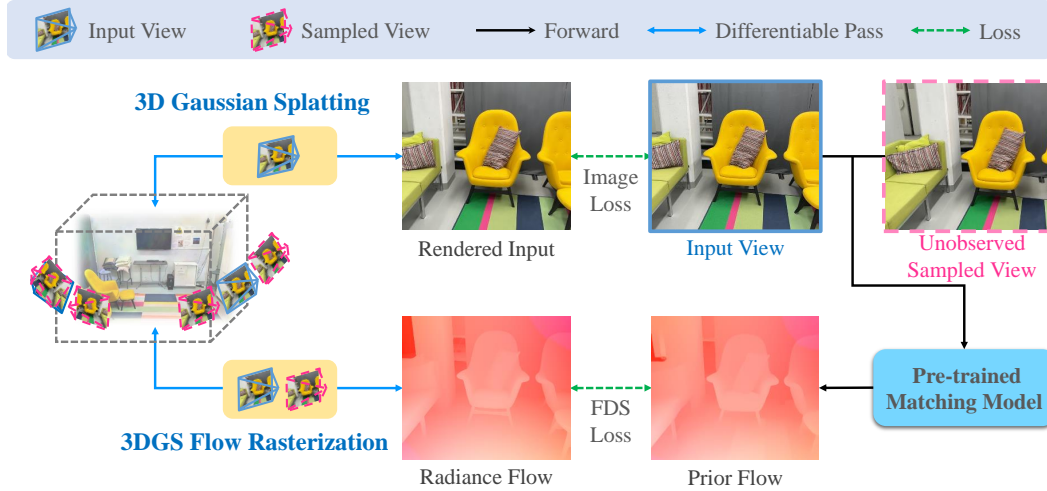 Input View
Sampled View
Forward
Differentiable Pass
Loss
3D Gaussian Splatting
Image
Loss
Rendered Input
Input View
Unobserved
Sampled View
Pre-trained
Matching Model
FDS
Loss
3DGS Flow Rasterization
Radiance Flow
Prior Flow